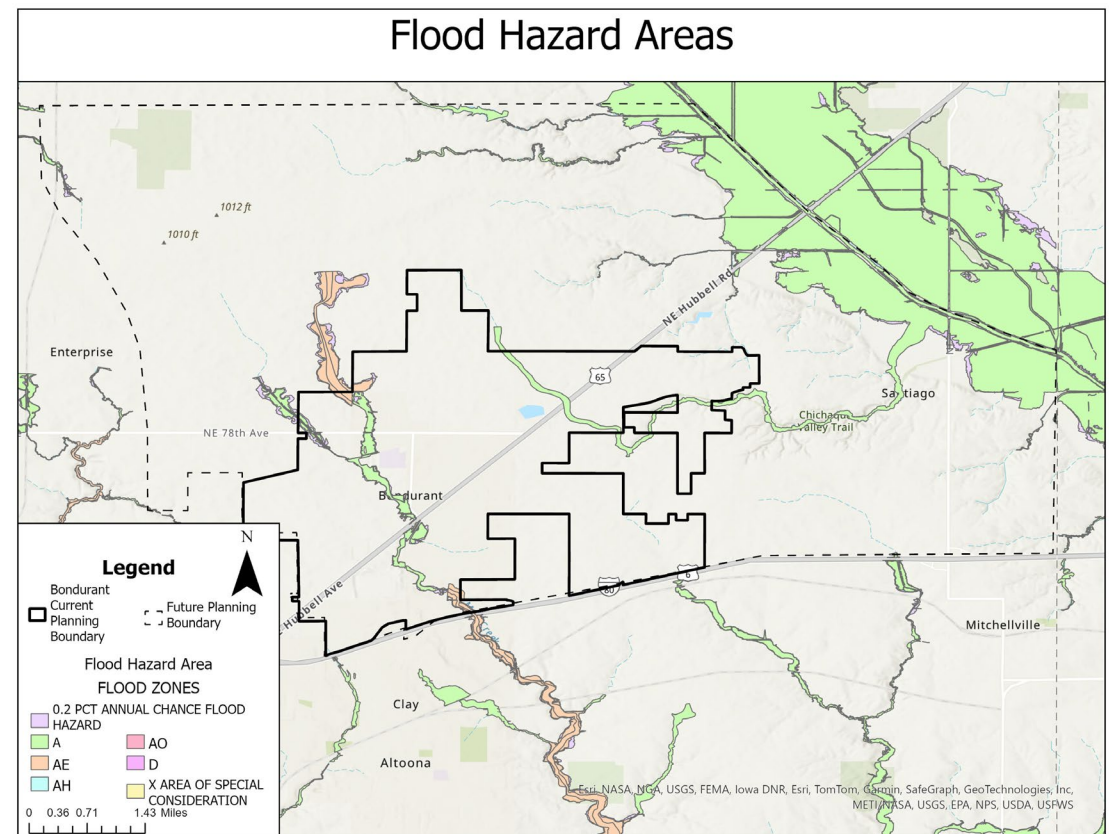 Flood Hazard Areas
1012 ft
1010 ft
NE Hubbell Rd
Enterprise
65
Santiago
Chichaqua
Valley Trail
NE 78th Ave
Bondurant
N
Legend
Bondurant
Current
Planning
Boundary
Future Planning
Boundary
Hubbell Ave
80
6
Mitchellville
Flood Hazard Area
FLOOD ZONES
0.2 PCT ANNUAL CHANCE FLOOD
HAZARD
A
AO
AE
D
AH
X AREA OF SPECIAL
CONSIDERATION
0 0.36 0.71 1.43 Miles
Clay
Altoona
Esri, NASA, NGA, USGS, FEMA, Iowa DNR, Esri, TomTom, Garmin, SafeGraph, GeoTechnologies, Inc,
METI/NASA, USGS, EPA, NPS, USDA, USFWS